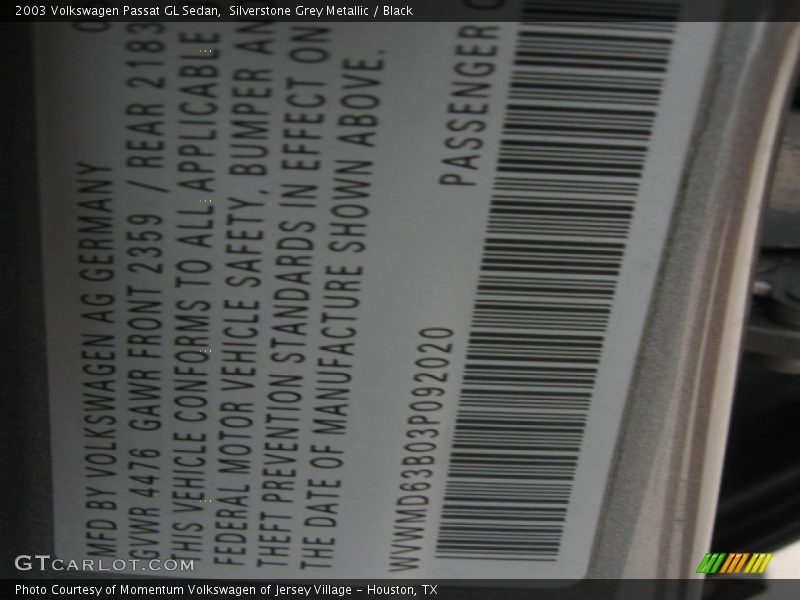 2003 Volkswagen Passat GL Sedan, Silverstone Grey Metallic / Black
MFD BY VOLKSWAGEN AG GERMANY
GVWR 4476 GAWR FRONT 2359 / REAR 2183
THIS VEHICLE CONFORMS TO ALL APPLICABLE
FEDERAL MOTOR VEHICLE SAFETY, BUMPER AN
THEFT PREVENTION STANDARDS IN EFFECT ON
THE DATE OF MANUFACTURE SHOWN ABOVE.
WVWMD63B03P092020 PASSENGER
GTCARLOT.COM
Photo Courtesy of Momentum Volkswagen of Jersey Village - Houston, TX